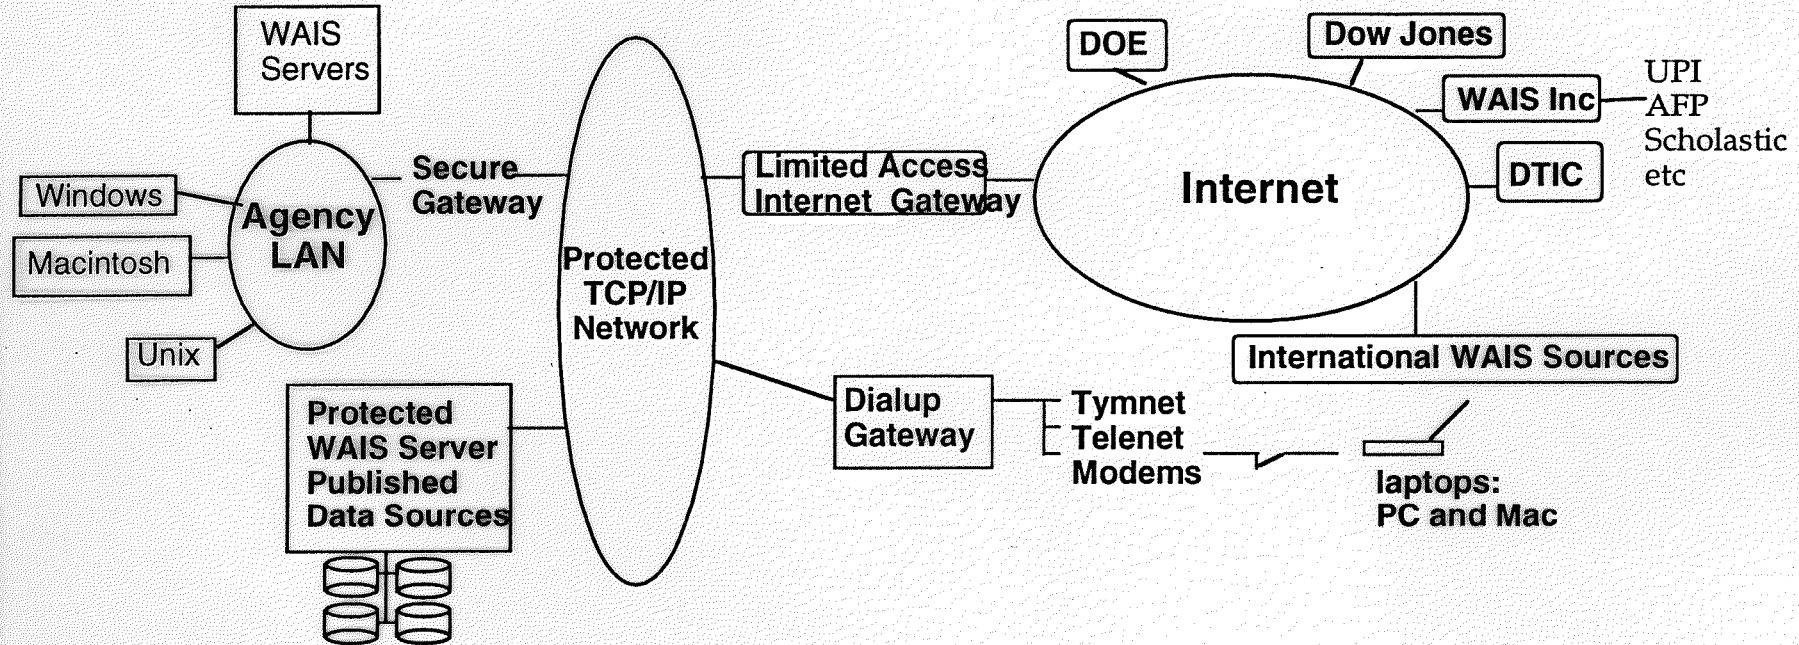 WAIS
Servers
Windows
Macintosh
Unix
Agency
LAN
Secure
Gateway
Protected
WAIS Server
Published
Data Sources
Protected
TCP/IP
Network
Limited Access
Internet Gateway
Dialup
Gateway
Tymnet
Telenet
Modems
laptops:
PC and Mac
Internet
DOE
Dow Jones
WAIS Inc
UPI
AFP
Scholastic
etc
DTIC
International WAIS Sources